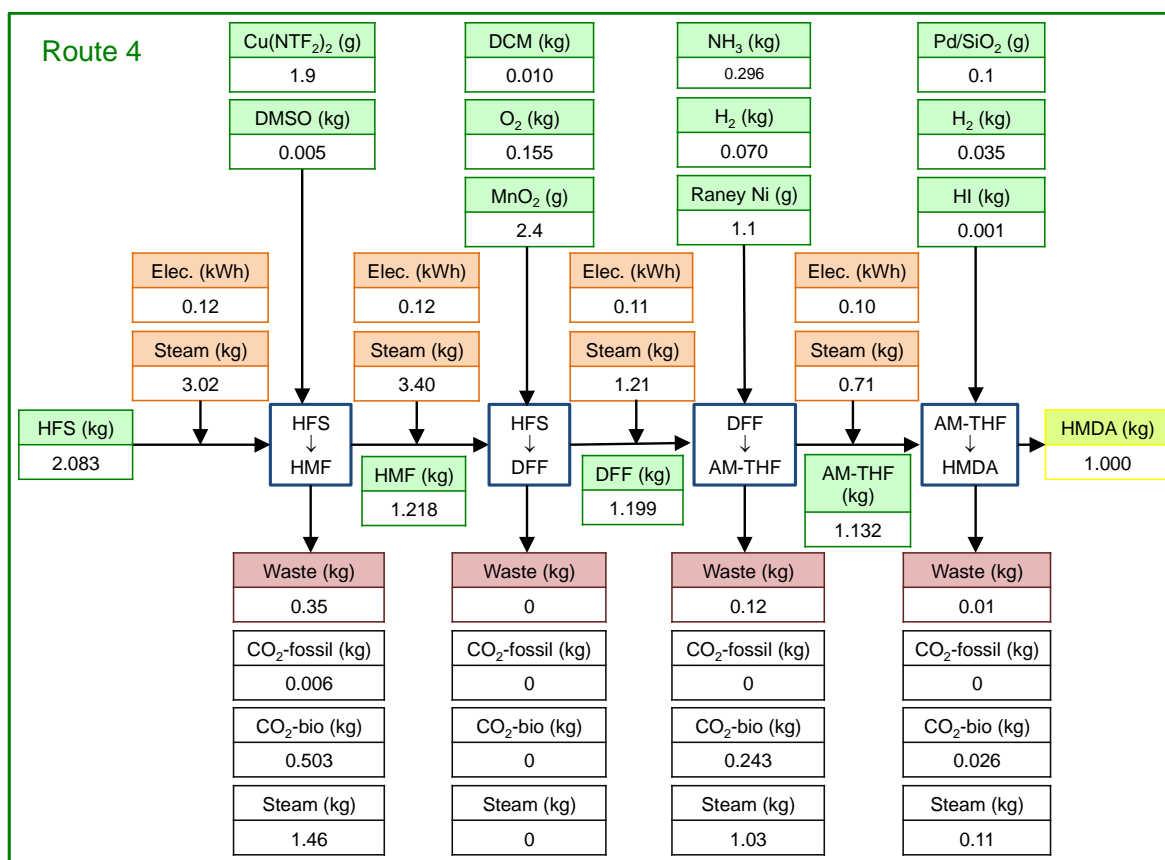 Route 4
Cu(NTF₂)₂ (g)
1.9
DMSO (kg)
0.005
DCM (kg)
0.010
O₂ (kg)
0.155
MnO₂ (g)
2.4
NH₃ (kg)
0.296
H₂ (kg)
0.070
Raney Ni (g)
1.1
Pd/SiO₂ (g)
0.1
H₂ (kg)
0.035
HI (kg)
0.001
Elec. (kWh)
0.12
Steam (kg)
3.02
Elec. (kWh)
0.12
Steam (kg)
3.40
Elec. (kWh)
0.11
Steam (kg)
1.21
Elec. (kWh)
0.10
Steam (kg)
0.71
HFS (kg)
2.083
HFS
↓
HMF
HMF (kg)
1.218
HFS
↓
DFF
DFF (kg)
1.199
DFF
↓
AM-THF
AM-THF
(kg)
1.132
AM-THF
↓
HMDA
HMDA (kg)
1.000
Waste (kg)
0.35
CO₂-fossil (kg)
0.006
CO₂-bio (kg)
0.503
Steam (kg)
1.46
Waste (kg)
0
CO₂-fossil (kg)
0
CO₂-bio (kg)
0
Steam (kg)
0
Waste (kg)
0.12
CO₂-fossil (kg)
0
CO₂-bio (kg)
0.243
Steam (kg)
1.03
Waste (kg)
0.01
CO₂-fossil (kg)
0
CO₂-bio (kg)
0.026
Steam (kg)
0.11